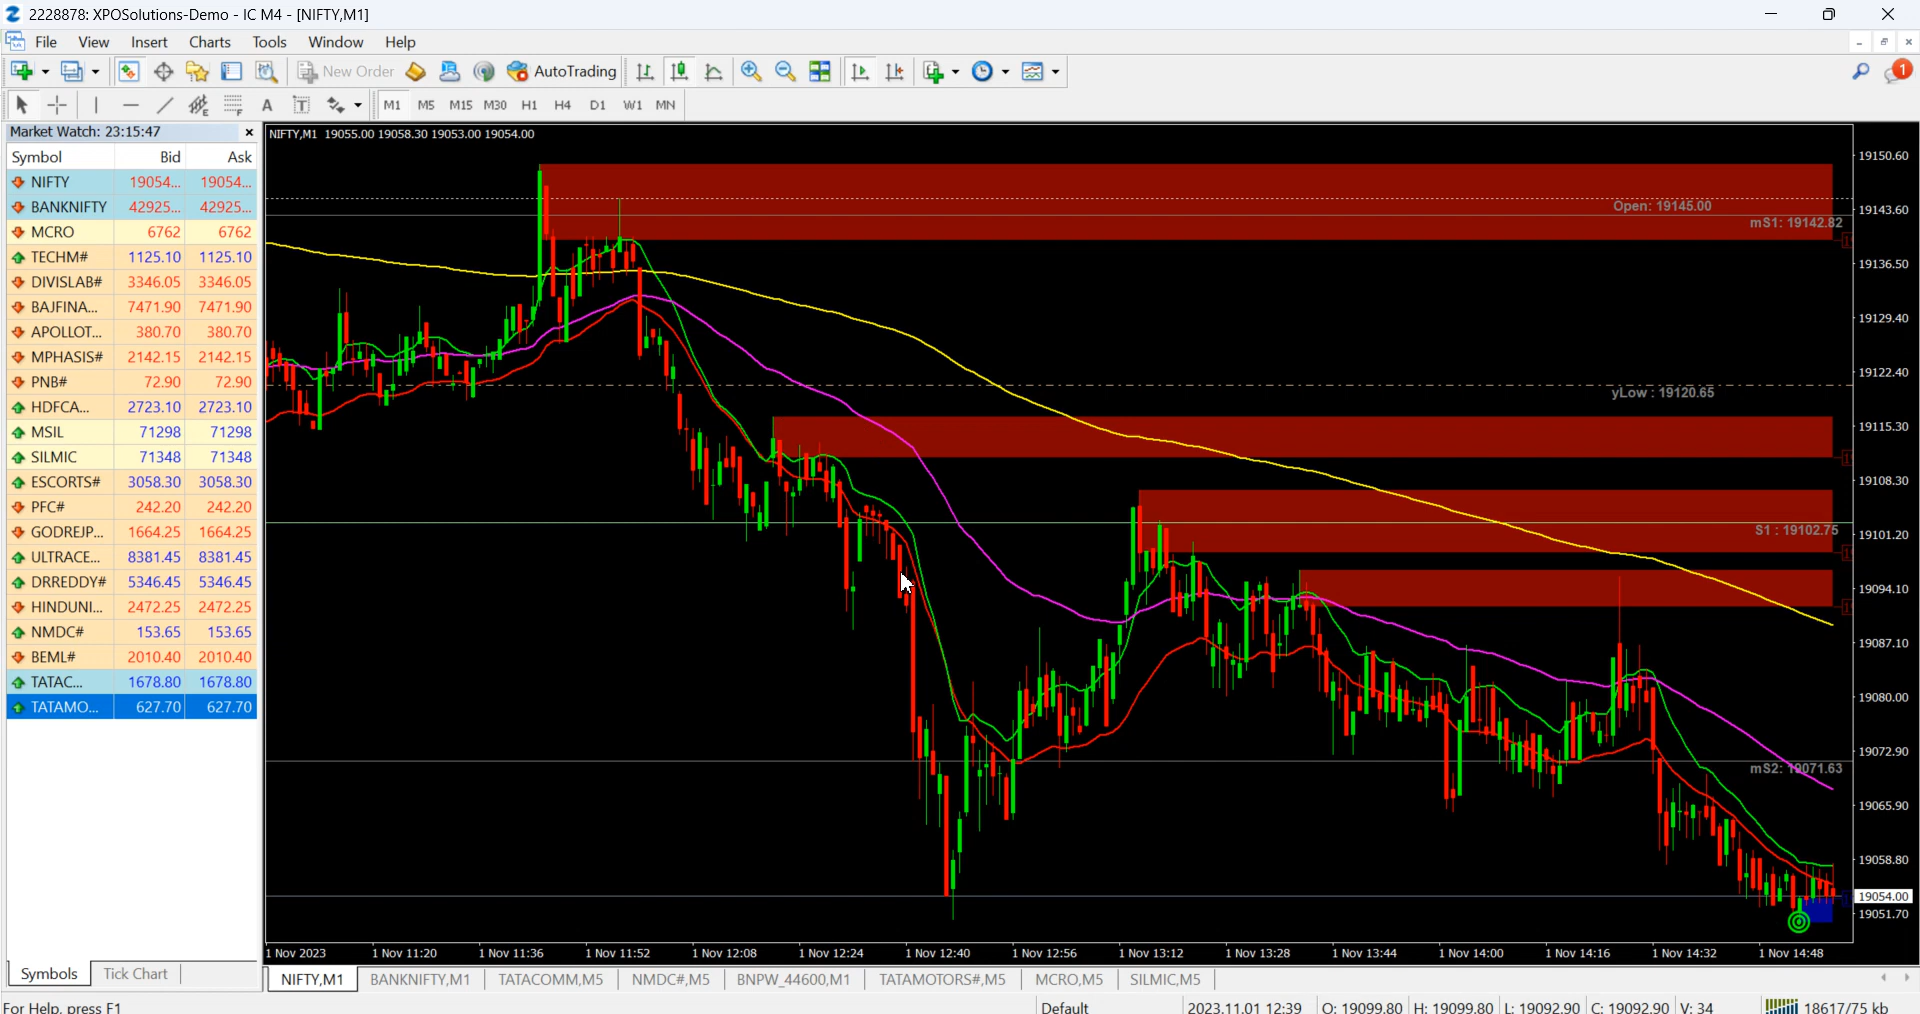 2228878: XPOSolutions-Demo - IC M4 - [NIFTY,M1]
File View Insert Charts Tools Window Help
New Order AutoTrading 1
A T M1 M5 M15 M30 H1 H4 D1 W1 MN
Market Watch: 23:15:47
Symbol Bid Ask
NIFTY 19054... 19054...
BANKNIFTY 42925... 42925...
MCRO 6762 6762
TECHM# 1125.10 1125.10
DIVISLAB# 3346.05 3346.05
BAJFINA... 7471.90 7471.90
APOLLOT... 380.70 380.70
MPHASIS# 2142.15 2142.15
PNB# 72.90 72.90
HDFCA... 2723.10 2723.10
MSIL 71298 71298
SILMIC 71348 71348
ESCORTS# 3058.30 3058.30
PFC# 242.20 242.20
GODREJP... 1664.25 1664.25
ULTRACE... 8381.45 8381.45
DRREDDY# 5346.45 5346.45
HINDUNI... 2472.25 2472.25
NMDC# 153.65 153.65
BEML# 2010.40 2010.40
TATAC... 1678.80 1678.80
TATAMO... 627.70 627.70
Symbols Tick Chart
NIFTY,M1 19055.00 19058.30 19053.00 19054.00
Open: 19145.00
mS1: 19142.82
yLow : 19120.65
S1 : 19102.75
mS2: 19071.63
19150.60
19143.60
19136.50
19129.40
19122.40
19115.30
19108.30
19101.20
19094.10
19087.10
19080.00
19072.90
19065.90
19058.80
19054.00
19051.70
1 Nov 2023 1 Nov 11:20 1 Nov 11:36 1 Nov 11:52 1 Nov 12:08 1 Nov 12:24 1 Nov 12:40 1 Nov 12:56 1 Nov 13:12 1 Nov 13:28 1 Nov 13:44 1 Nov 14:00 1 Nov 14:16 1 Nov 14:32 1 Nov 14:48
NIFTY,M1 BANKNIFTY,M1 TATACOMM,M5 NMDC#,M5 BNPW_44600,M1 TATAMOTORS#,M5 MCRO,M5 SILMIC,M5
For Help, press F1 Default 2023.11.01 12:39 O: 19099.80 H: 19099.80 L: 19092.90 C: 19092.90 V: 34 18617/75 kb